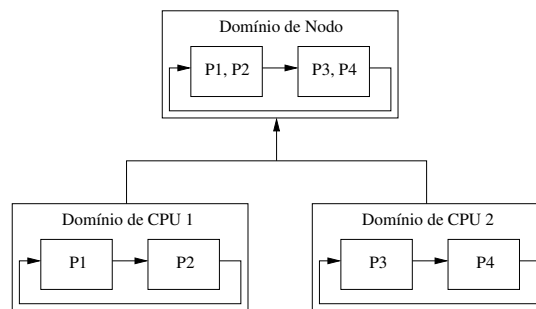 Domínio de Nodo
P1, P2
P3, P4
Domínio de CPU 1
P1
P2
Domínio de CPU 2
P3
P4